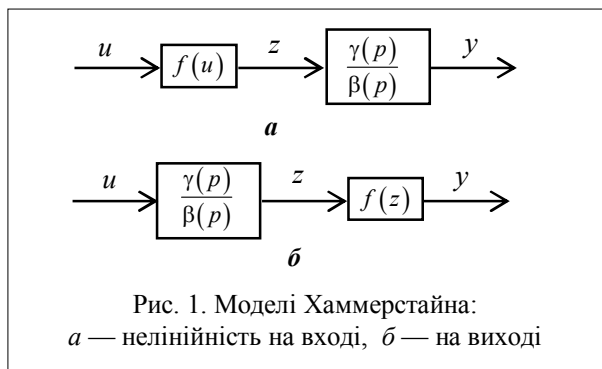 u f(u) z γ(p) y
β(p)
а
u γ(p) z f(z) y
β(p)
б
Рис. 1. Моделі Хаммерстайна:
а — нелінійність на вході, б — на виході